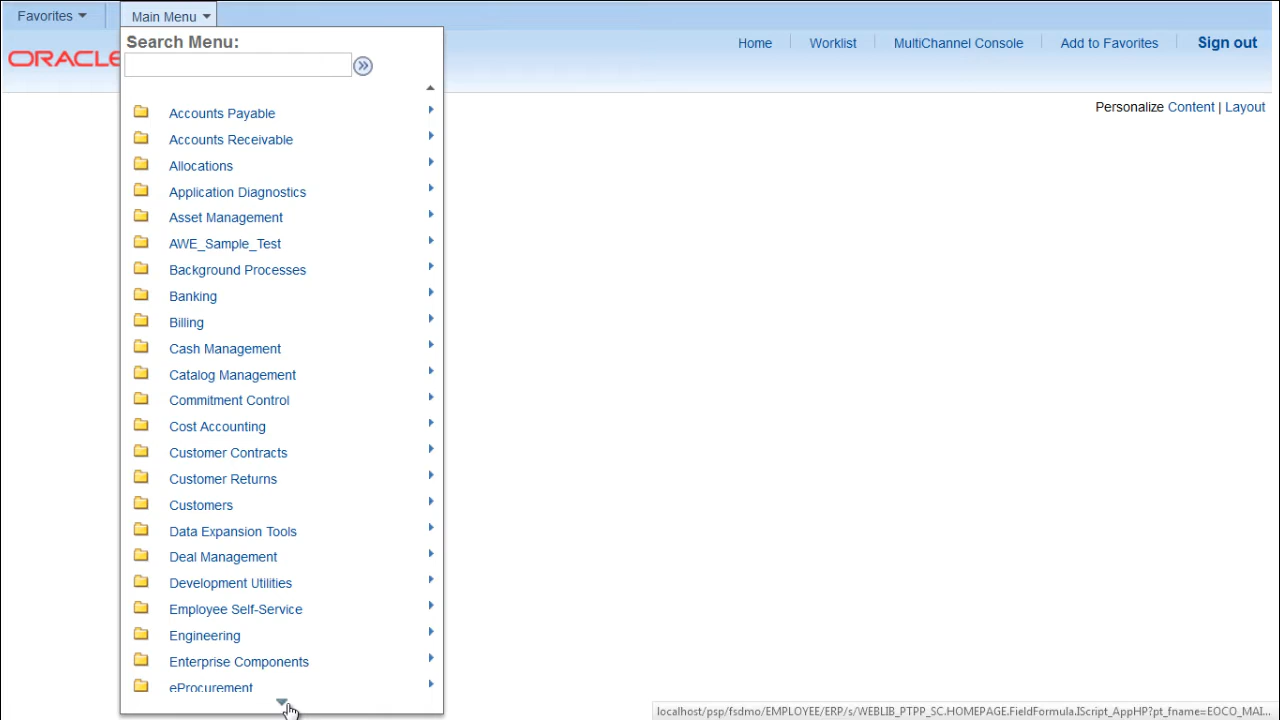 Favorites
Main Menu
Search Menu:
ORACLE
Home
Worklist
MultiChannel Console
Add to Favorites
Sign out
Personalize Content | Layout
Accounts Payable
Accounts Receivable
Allocations
Application Diagnostics
Asset Management
AWE_Sample_Test
Background Processes
Banking
Billing
Cash Management
Catalog Management
Commitment Control
Cost Accounting
Customer Contracts
Customer Returns
Customers
Data Expansion Tools
Deal Management
Development Utilities
Employee Self-Service
Engineering
Enterprise Components
eProcurement
localhost/psp/fsdmo/EMPLOYEE/ERP/s/WEBLIB_PTPP_SC.HOMEPAGE.FieldFormula.IScript_AppHP?pt_fname=EOCO_MAI...